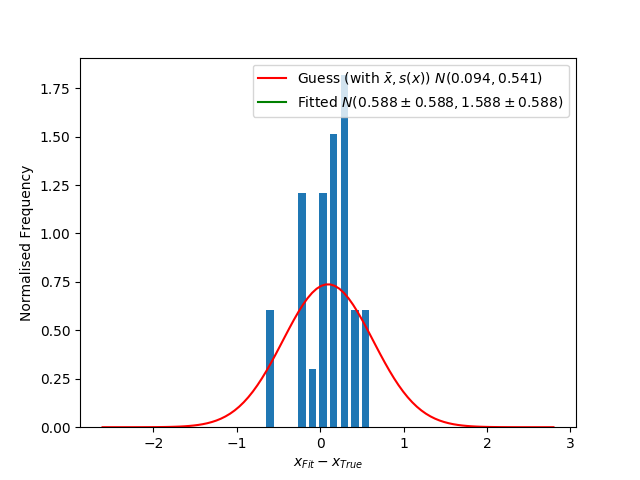 Guess (with x̄, s(x)) N(0.094, 0.541)
Fitted N(0.588 ± 0.588, 1.588 ± 0.588)
1.75
1.50
1.25
1.00
0.75
0.50
0.25
0.00
Normalised Frequency
−2 −1 0 1 2 3
x_Fit − x_True